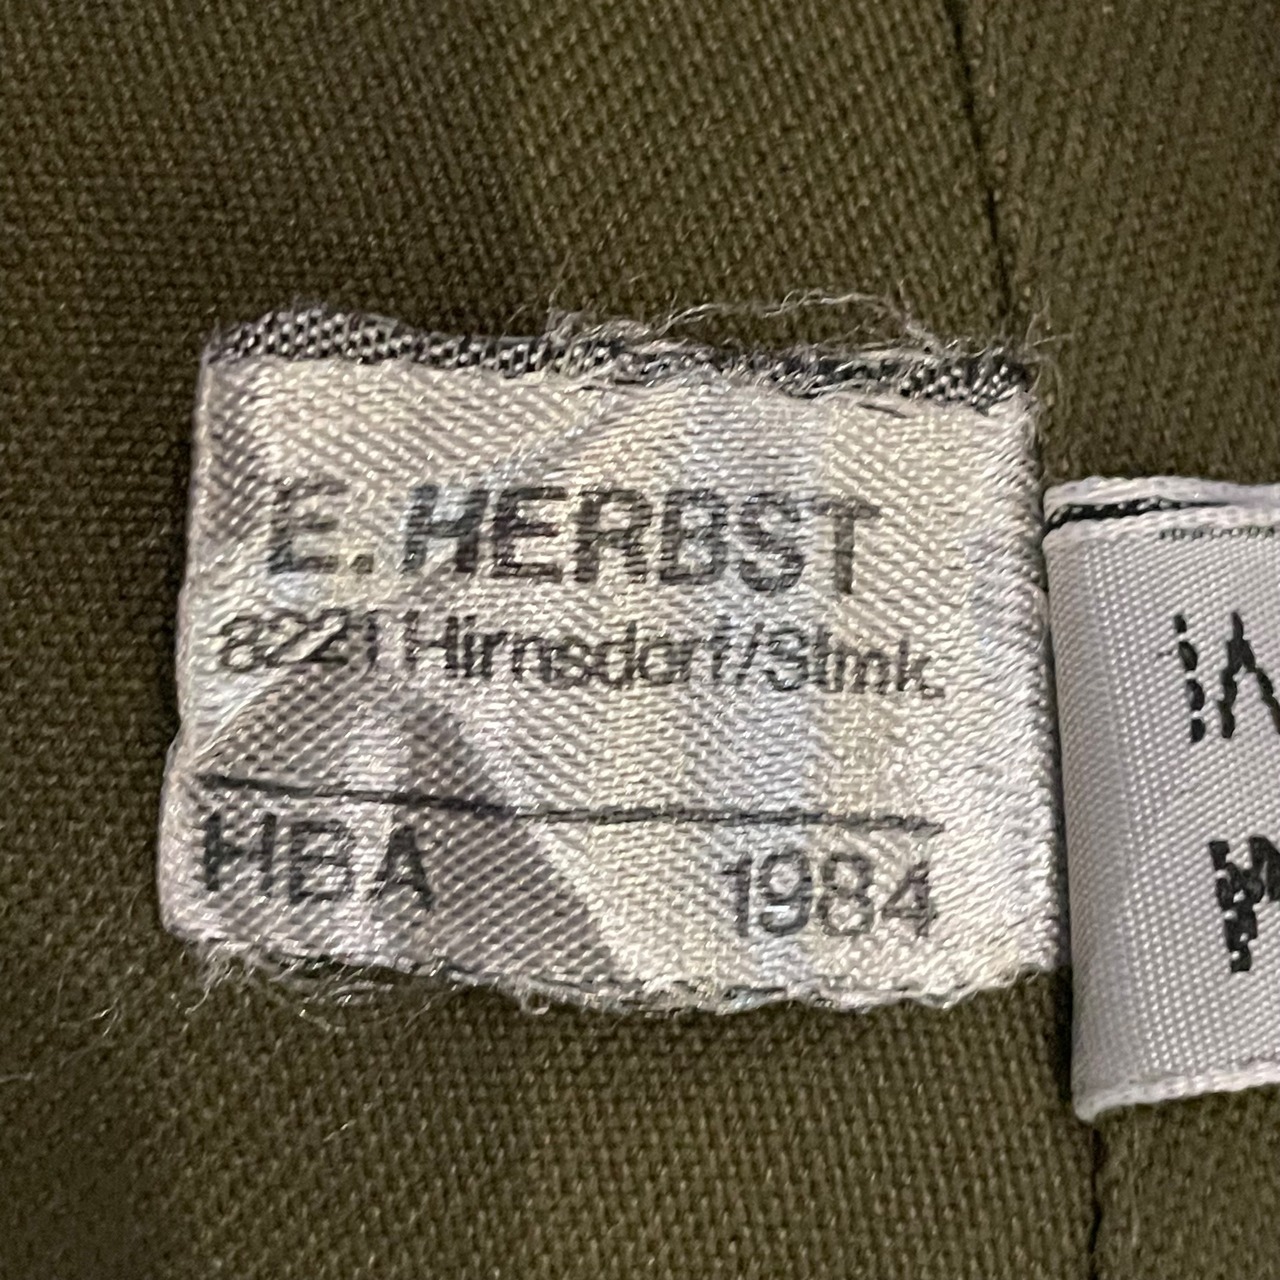 E. HERBST
8221 Hirnsdorf/Stmk.
HBA 1984